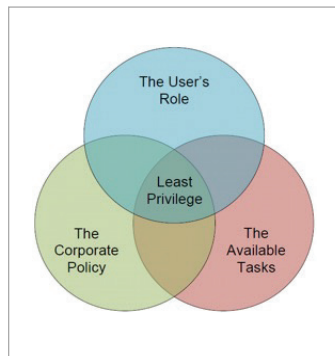 The User's
Role
Least
Privilege
The
Corporate
Policy
The
Available
Tasks